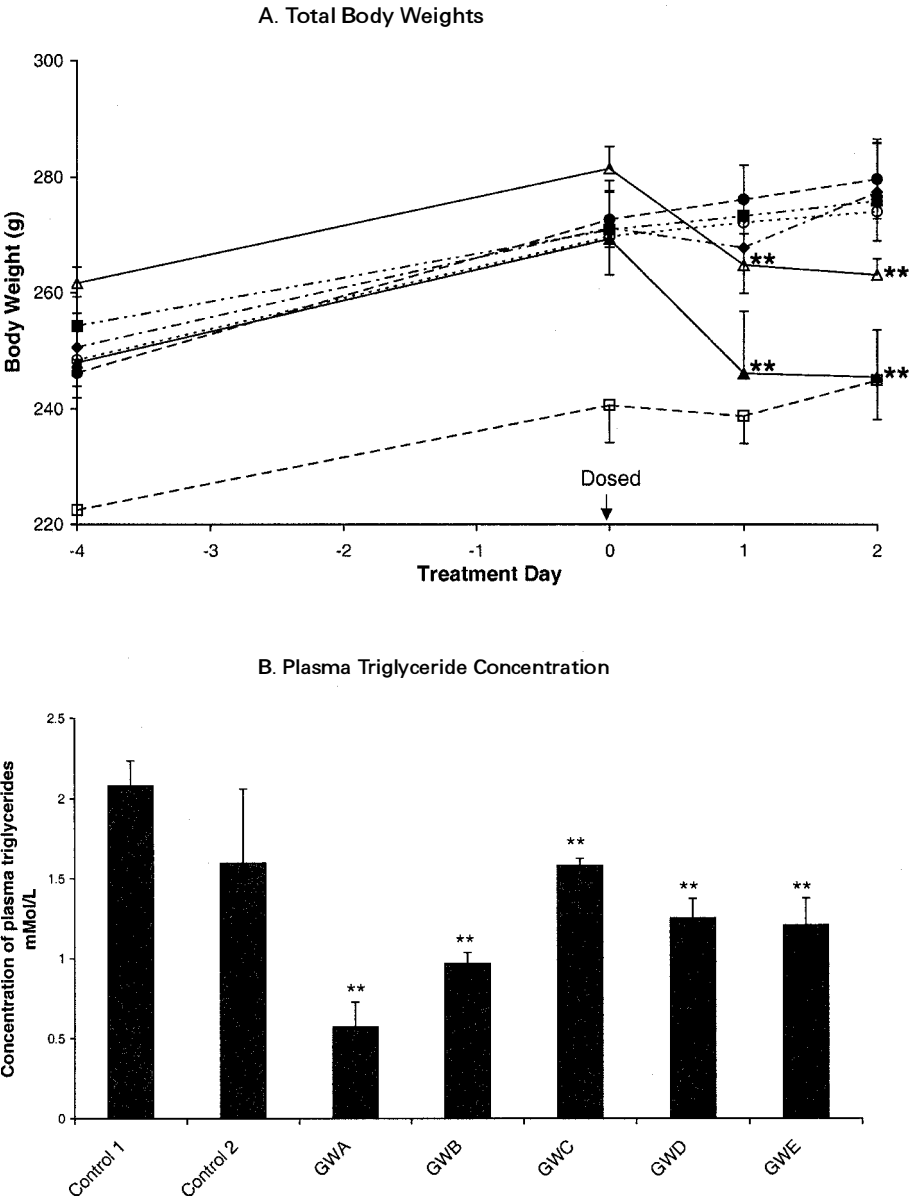 A. Total Body Weights
300
280
260
240
220
Body Weight (g)
**
**
**
**
Dosed
-4 -3 -2 -1 0 1 2
Treatment Day
B. Plasma Triglyceride Concentration
2.5
2
1.5
1
0.5
0
Concentration of plasma triglycerides
mMol/L
**
**
**
**
**
Control 1 Control 2 GWA GWB GWC GWD GWE